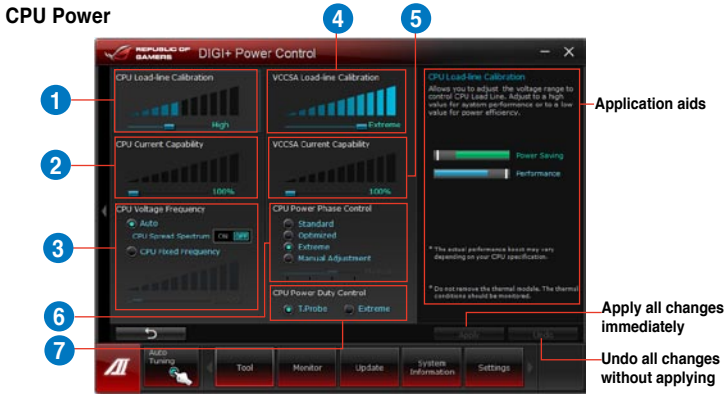 CPU Power
4
5
REPUBLIC OF
GAMERS
DIGI+ Power Control
1
CPU Load-line Calibration
High
VCCSA Load-line Calibration
Extreme
CPU Load-line Calibration
Allows you to adjust the voltage range to
control CPU Load Line. Adjust to a high
value for system performance or to a low
value for power efficiency.
Power Saving
Performance
* The actual performance boost may vary
depending on your CPU specification.
* Do not remove the thermal module. The thermal
conditions should be monitored.
Application aids
2
CPU Current Capability
100%
VCCSA Current Capability
100%
3
CPU Voltage Frequency
Auto
CPU Spread Spectrum
ON
OFF
CPU Fixed Frequency
CPU Power Phase Control
Standard
Optimized
Extreme
Manual Adjustment
6
CPU Power Duty Control
T.Probe
Extreme
7
Apply
Undo
Apply all changes
immediately
Undo all changes
without applying
Auto
Tuning
Tool
Monitor
Update
System
Information
Settings